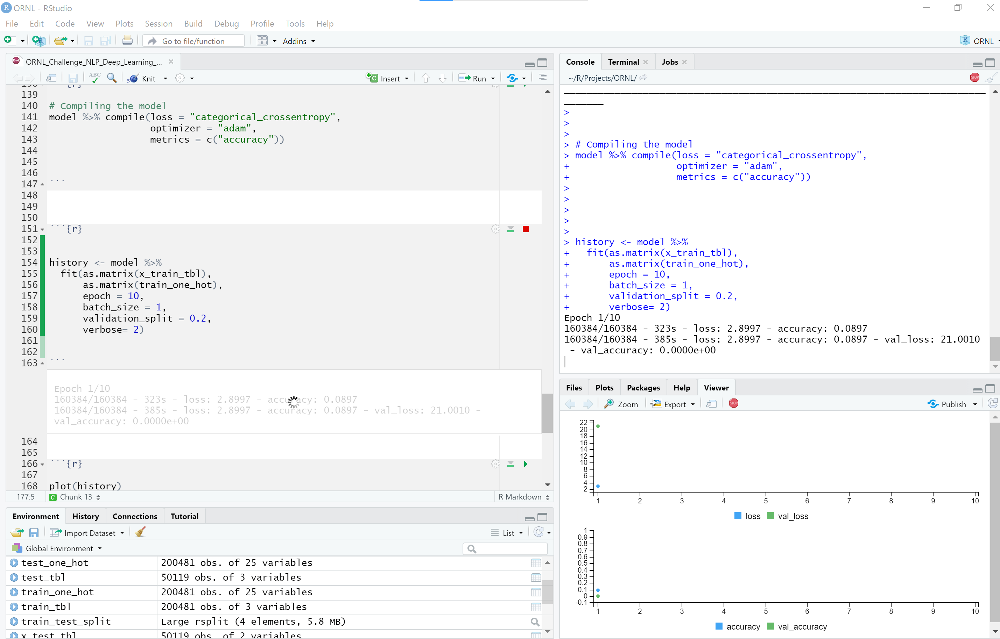 ORNL - RStudio
File Edit Code View Plots Session Build Debug Profile Tools Help
Go to file/function Addins ORNL
ORNL_Challenge_NLP_Deep_Learning_...
ABC Knit Insert Run
139
140 # Compiling the model
141 model %>% compile(loss = "categorical_crossentropy",
142 optimizer = "adam",
143 metrics = c("accuracy"))
144
145
146
147 ```
148
149
150
151 ```{r}
152
153
154 history <- model %>%
155 fit(as.matrix(x_train_tbl),
156 as.matrix(train_one_hot),
157 epoch = 10,
158 batch_size = 1,
159 validation_split = 0.2,
160 verbose= 2)
161
162
163 ```
Epoch 1/10
160384/160384 - 323s - loss: 2.8997 - accuracy: 0.0897
160384/160384 - 385s - loss: 2.8997 - accuracy: 0.0897 - val_loss: 21.0010 -
val_accuracy: 0.0000e+00
164
165
166 ```{r}
167
168 plot(history)
177:5 C Chunk 13 R Markdown
Environment History Connections Tutorial
Import Dataset List
Global Environment
test_one_hot 200481 obs. of 25 variables
test_tbl 50119 obs. of 3 variables
train_one_hot 200481 obs. of 25 variables
train_tbl 200481 obs. of 3 variables
train_test_split Large rsplit (4 elements, 5.8 MB)
x_test_tbl 50119 obs. of 2 variables
Console Terminal Jobs
~/R/Projects/ORNL/ STOP
>
>
>
> # Compiling the model
> model %>% compile(loss = "categorical_crossentropy",
+ optimizer = "adam",
+ metrics = c("accuracy"))
>
>
>
>
>
> history <- model %>%
+ fit(as.matrix(x_train_tbl),
+ as.matrix(train_one_hot),
+ epoch = 10,
+ batch_size = 1,
+ validation_split = 0.2,
+ verbose= 2)
Epoch 1/10
160384/160384 - 323s - loss: 2.8997 - accuracy: 0.0897
160384/160384 - 385s - loss: 2.8997 - accuracy: 0.0897 - val_loss: 21.0010
- val_accuracy: 0.0000e+00
Files Plots Packages Help Viewer
Zoom Export STOP Publish
22
20
18
16
14
12
10
8
6
4
2
1 2 3 4 5 6 7 8 9 10
loss val_loss
1
0.9
0.8
0.7
0.6
0.5
0.4
0.3
0.2
0.1
0
-0.1
1 2 3 4 5 6 7 8 9 10
accuracy val_accuracy